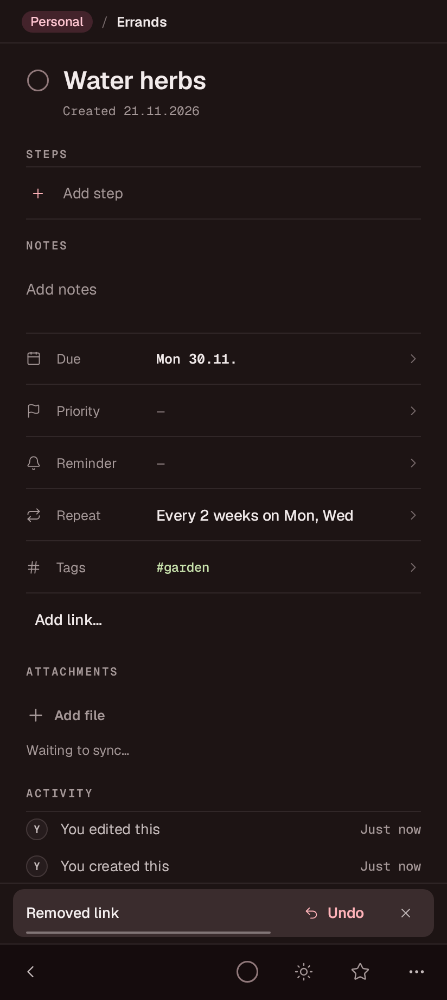 Personal / Errands
Water herbs
Created 21.11.2026
STEPS
Add step
NOTES
Add notes
Due Mon 30.11.
Priority –
Reminder –
Repeat Every 2 weeks on Mon, Wed
Tags #garden
Add link…
ATTACHMENTS
Add file
Waiting to sync…
ACTIVITY
Y You edited this Just now
Y You created this Just now
Removed link Undo